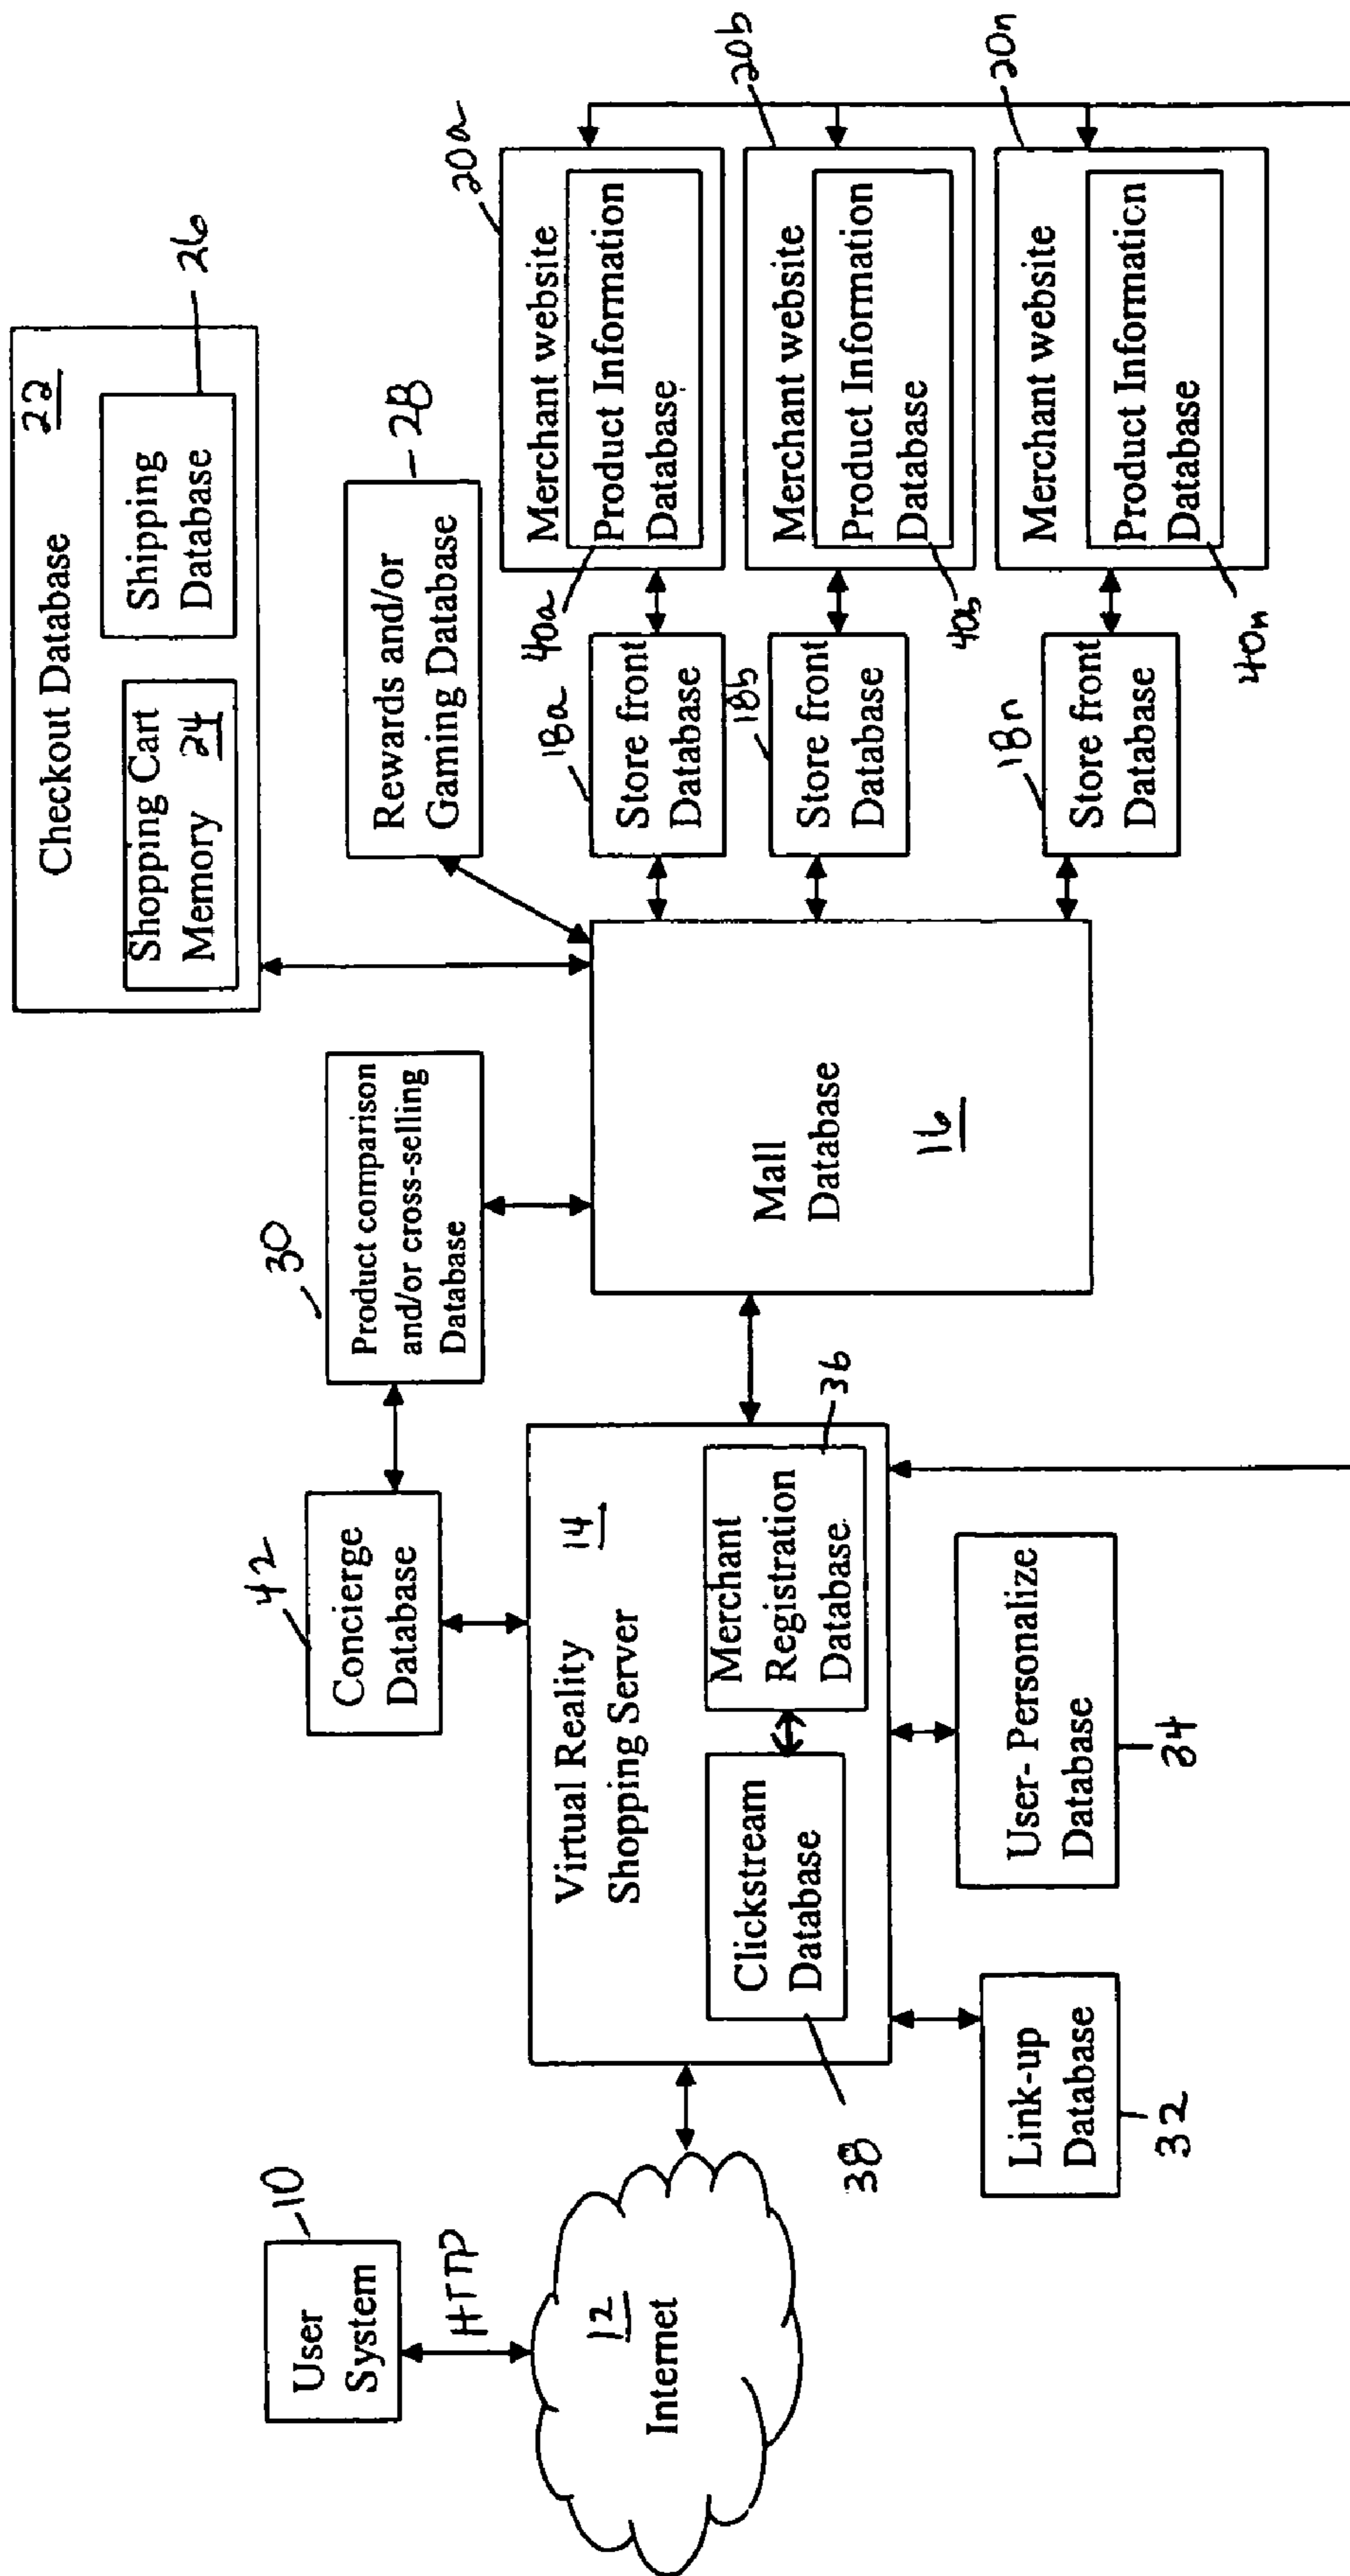 Checkout Database
22
Shopping Cart
Memory 24
Shipping
Database
26
Rewards and/or
Gaming Database
28
30
Product comparison
and/or cross-selling
Database
42
Concierge
Database
10
User
System
HTTP
12
Internet
Virtual Reality
Shopping Server
14
Clickstream
Database
38
Merchant
Registration
Database
36
Link-up
Database
32
User- Personalize
Database
34
Mall
Database
16
18a
Store front
Database
18b
Store front
Database
18n
Store front
Database
20a
Merchant website
Product Information
Database
40a
20b
Merchant website
Product Information
Database
40b
20n
Merchant website
Product Information
Database
40n